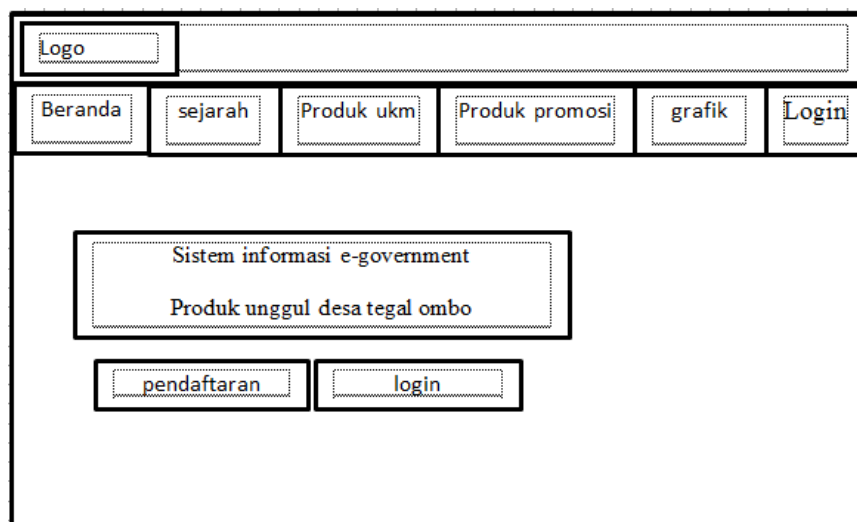 Logo
Beranda sejarah Produk ukm Produk promosi grafik Login
Sistem informasi e-government
Produk unggul desa tegal ombo
pendaftaran login